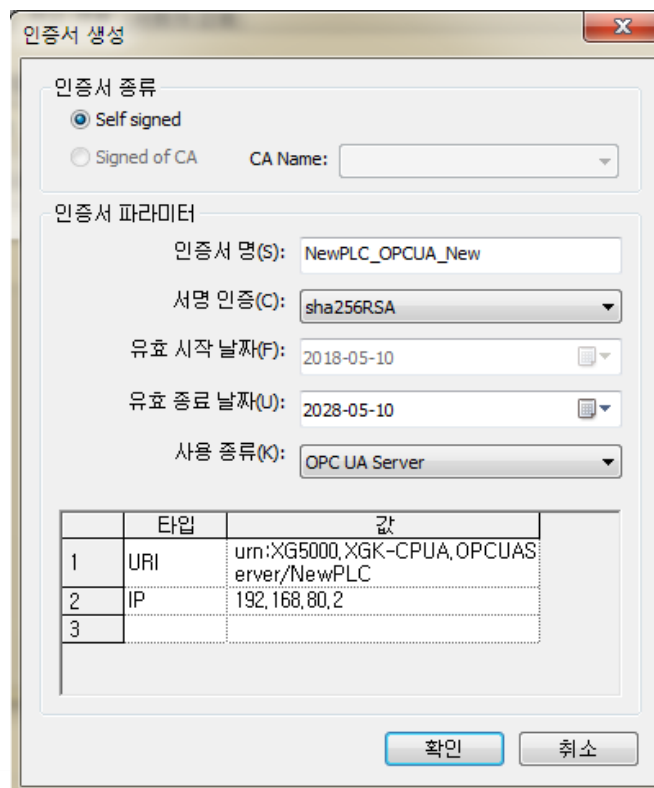 인증서 생성
인증서 종류
Self signed
Signed of CA CA Name:
인증서 파라미터
인증서 명(S): NewPLC_OPCUA_New
서명 인증(C): sha256RSA
유효 시작 날짜(F): 2018-05-10
유효 종료 날짜(U): 2028-05-10
사용 종류(K): OPC UA Server
타입 값
1 URI urn:XG5000,XGK-CPUA,OPCUAS
erver/NewPLC
2 IP 192,168,80,2
3
확인 취소